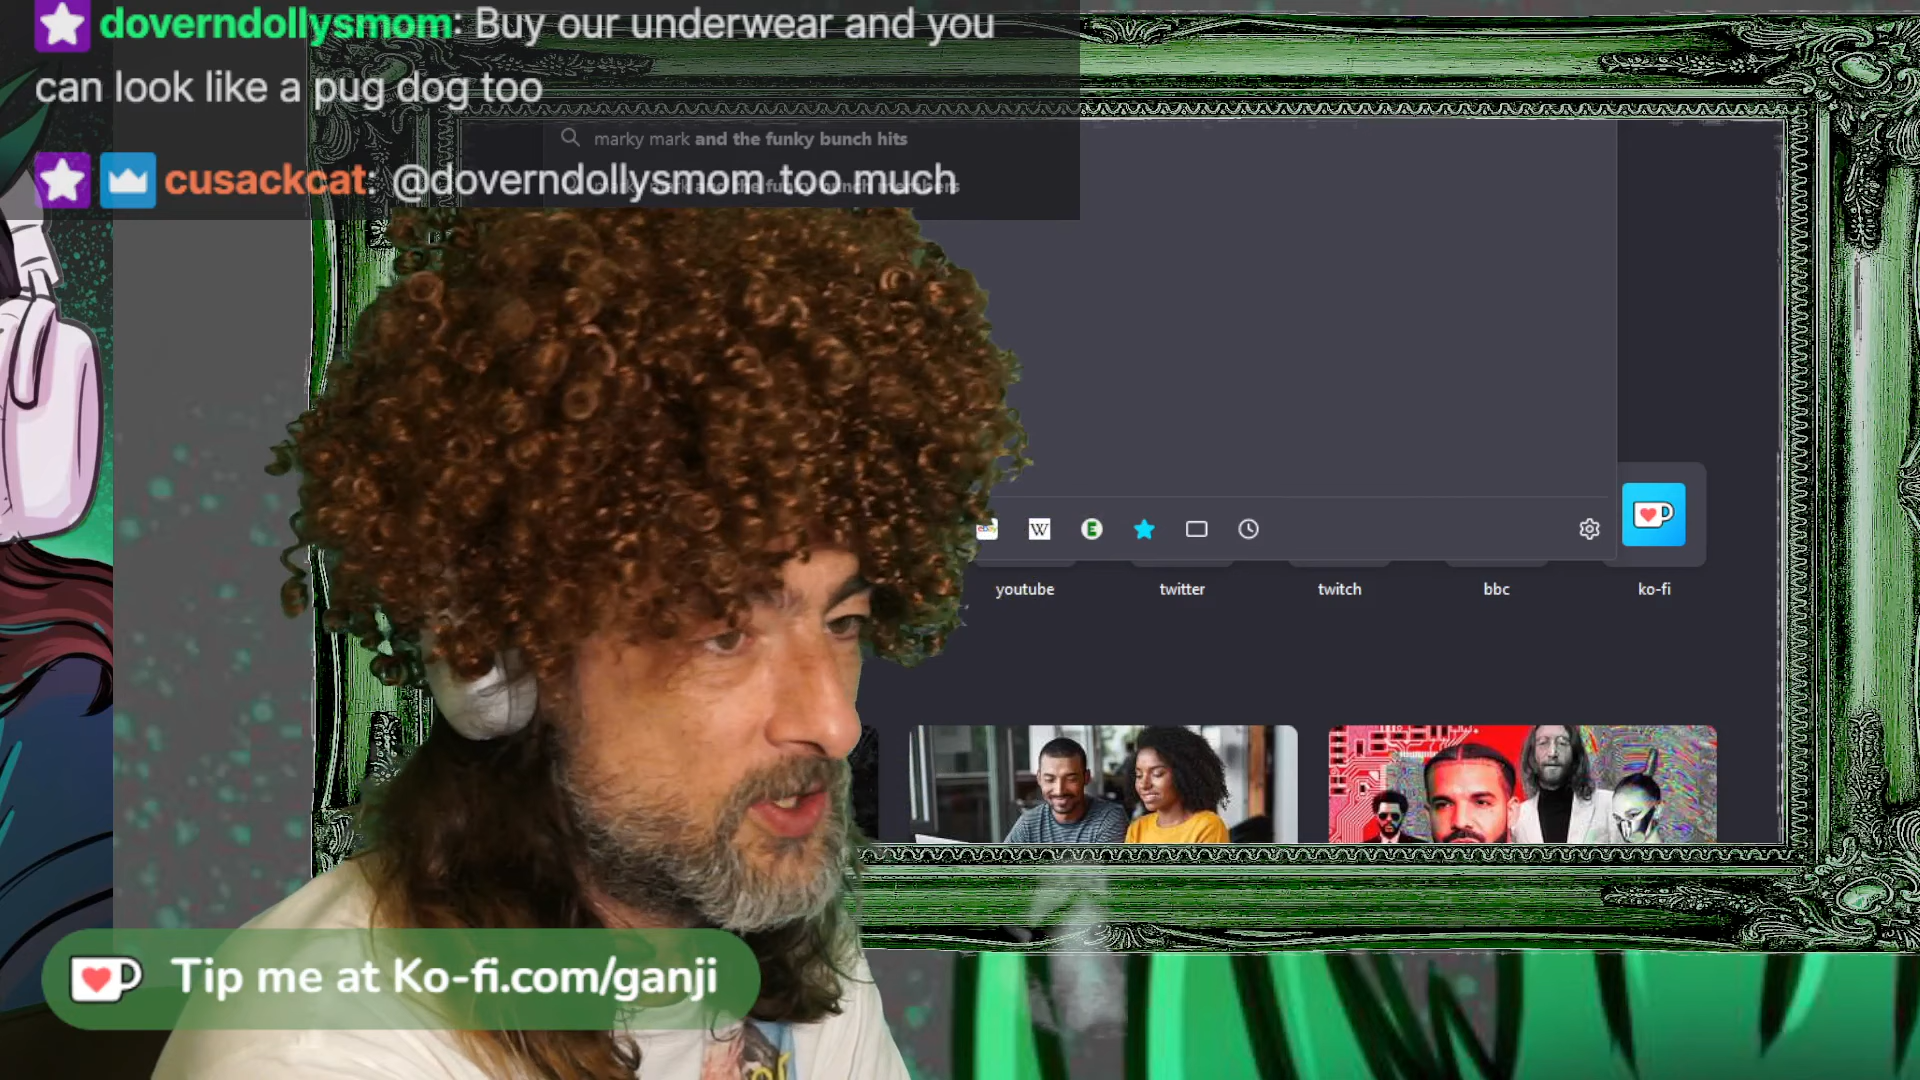 doverndollysmom: Buy our underwear and you
can look like a pug dog too
marky mark and the funky bunch hits
cusackcat: @doverndollysmom too much
ebay
W
E
youtube
twitter
twitch
bbc
ko-fi
Tip me at Ko-fi.com/ganji